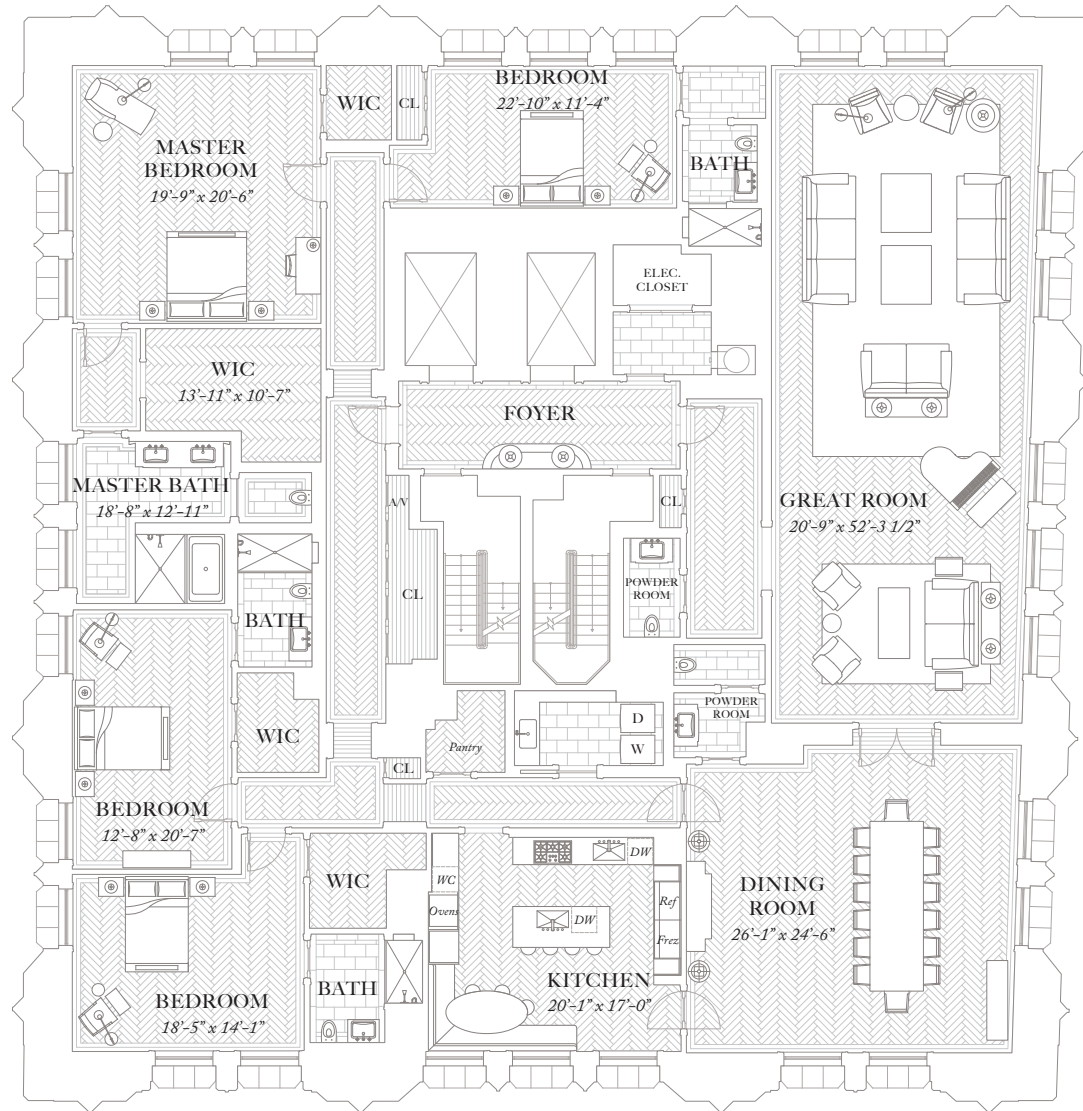 BEDROOM
22'-10" x 11'-4"
WIC
CL
MASTER
BEDROOM
19'-9" x 20'-6"
BATH
ELEC.
CLOSET
WIC
13'-11" x 10'-7"
FOYER
MASTER BATH
18'-8" x 12'-11"
A/V
CL
GREAT ROOM
20'-9" x 52'-3 1/2"
CL
POWDER
ROOM
BATH
POWDER
ROOM
WIC
Pantry
D
W
CL
BEDROOM
12'-8" x 20'-7"
WIC
WC
Ovens
DW
DW
Ref
Frez
DINING
ROOM
26'-1" x 24'-6"
KITCHEN
20'-1" x 17'-0"
BATH
BEDROOM
18'-5" x 14'-1"